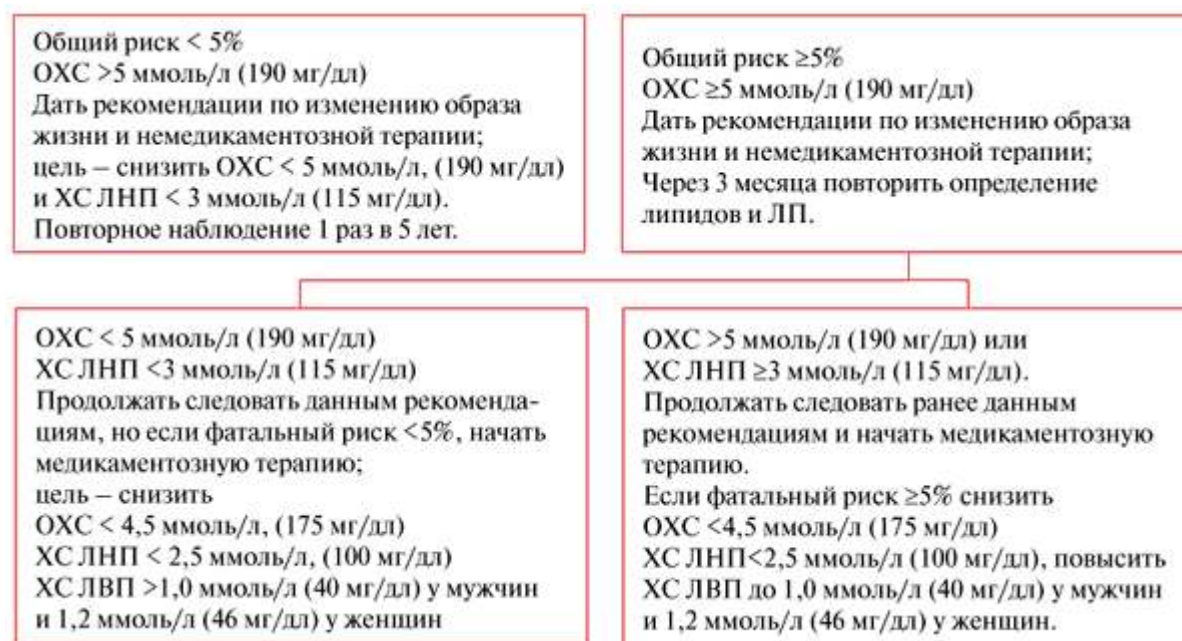 Общий риск < 5%
ОХС >5 ммоль/л (190 мг/дл)
Дать рекомендации по изменению образа
жизни и немедикаментозной терапии;
цель – снизить ОХС < 5 ммоль/л, (190 мг/дл)
и ХС ЛНП < 3 ммоль/л (115 мг/дл).
Повторное наблюдение 1 раз в 5 лет.
Общий риск ≥5%
ОХС ≥5 ммоль/л (190 мг/дл)
Дать рекомендации по изменению образа
жизни и немедикаментозной терапии;
Через 3 месяца повторить определение
липидов и ЛП.
ОХС < 5 ммоль/л (190 мг/дл)
ХС ЛНП <3 ммоль/л (115 мг/дл)
Продолжать следовать данным рекоменда-
циям, но если фатальный риск <5%, начать
медикаментозную терапию;
цель – снизить
ОХС < 4,5 ммоль/л, (175 мг/дл)
ХС ЛНП < 2,5 ммоль/л, (100 мг/дл)
ХС ЛВП >1,0 ммоль/л (40 мг/дл) у мужчин
и 1,2 ммоль/л (46 мг/дл) у женщин
ОХС >5 ммоль/л (190 мг/дл) или
ХС ЛНП ≥3 ммоль/л (115 мг/дл).
Продолжать следовать ранее данным
рекомендациям и начать медикаментозную
терапию.
Если фатальный риск ≥5% снизить
ОХС <4,5 ммоль/л (175 мг/дл)
ХС ЛНП<2,5 ммоль/л (100 мг/дл), повысить
ХС ЛВП до 1,0 ммоль/л (40 мг/дл) у мужчин
и 1,2 ммоль/л (46 мг/дл) у женщин.